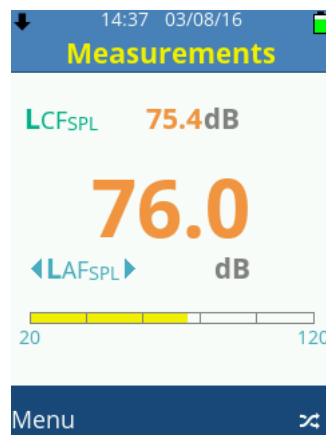 14:37 03/08/16
Measurements
LCFSPL 75.4dB
76.0
LAFSPL dB
20 120
Menu